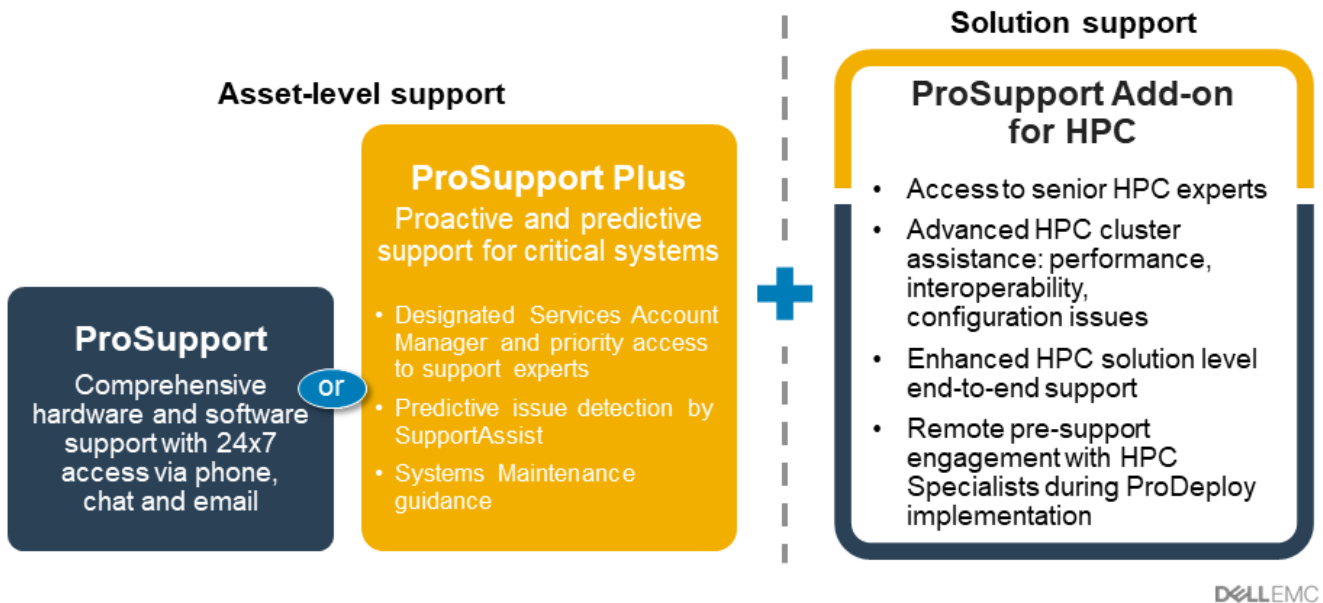 Asset-level support
ProSupport
Comprehensive
hardware and software
support with 24x7
access via phone,
chat and email
or
ProSupport Plus
Proactive and predictive
support for critical systems
• Designated Services Account
Manager and priority access
to support experts
• Predictive issue detection by
SupportAssist
• Systems Maintenance
guidance
Solution support
ProSupport Add-on
for HPC
• Access to senior HPC experts
• Advanced HPC cluster
assistance: performance,
interoperability,
configuration issues
• Enhanced HPC solution level
end-to-end support
• Remote pre-support
engagement with HPC
Specialists during ProDeploy
implementation
DELLEMC